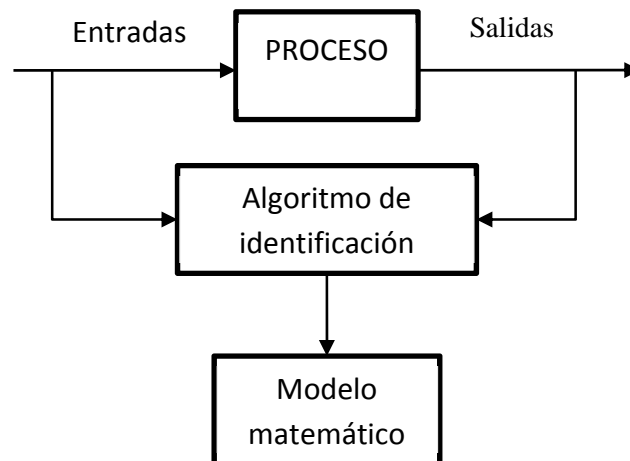 Entradas
PROCESO
Salidas
Algoritmo de
identificación
Modelo
matemático